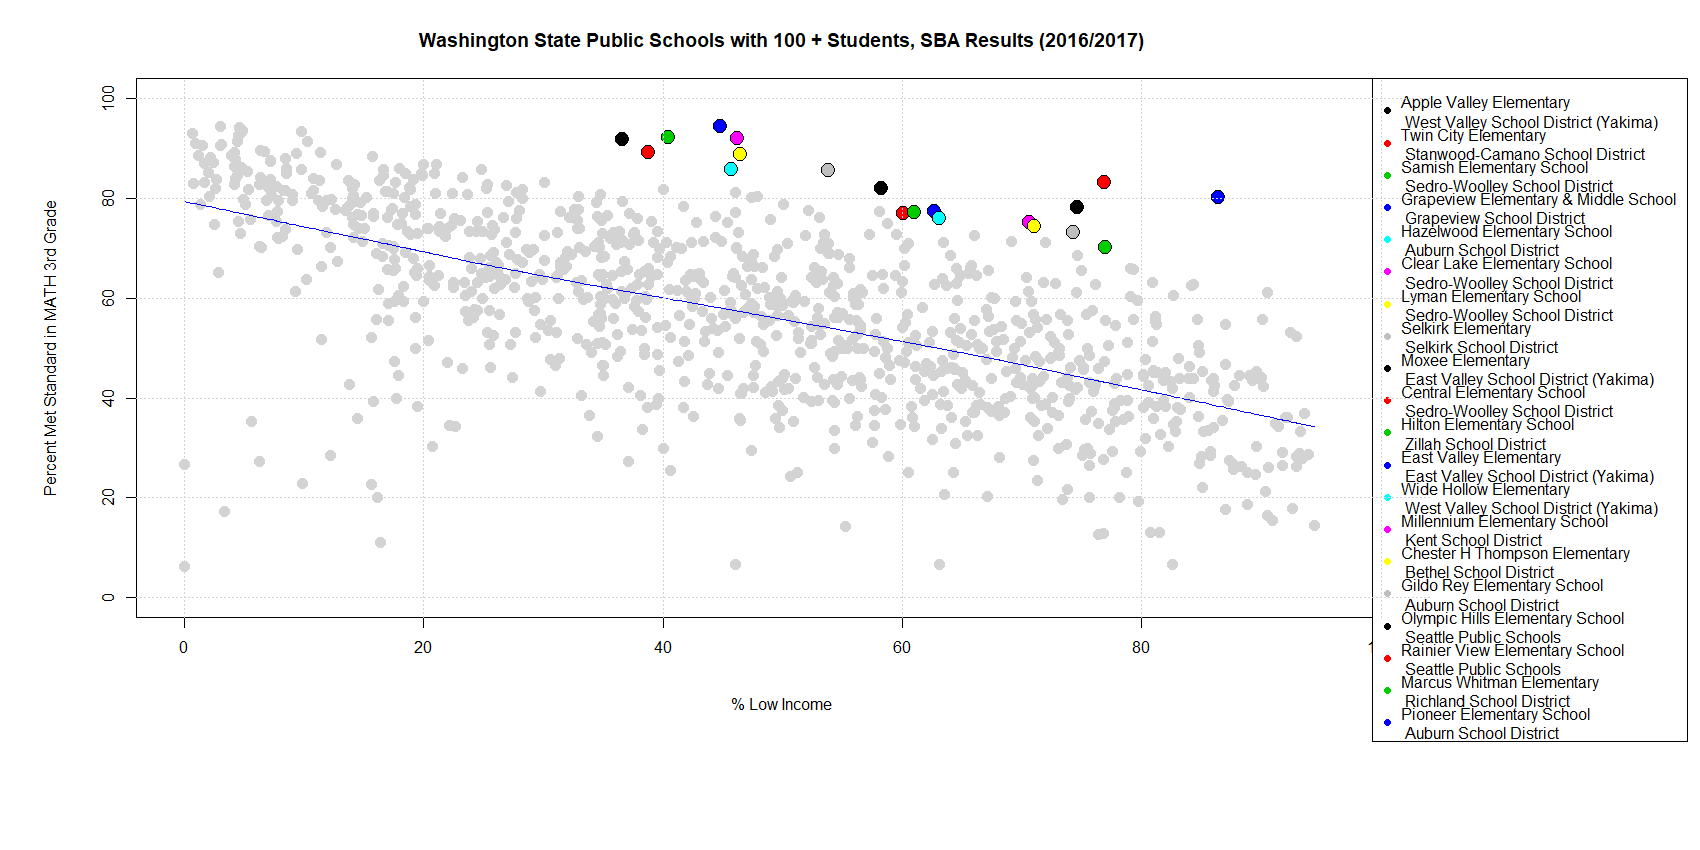 Washington State Public Schools with 100 + Students, SBA Results (2016/2017)
Percent Met Standard in MATH 3rd Grade
100
80
60
40
20
0
0
20
40
60
80
% Low Income
Apple Valley Elementary
West Valley School District (Yakima)
Twin City Elementary
Stanwood-Camano School District
Samish Elementary School
Sedro-Woolley School District
Grapeview Elementary & Middle School
Grapeview School District
Hazelwood Elementary School
Auburn School District
Clear Lake Elementary School
Sedro-Woolley School District
Lyman Elementary School
Sedro-Woolley School District
Selkirk Elementary
Selkirk School District
Moxee Elementary
East Valley School District (Yakima)
Central Elementary School
Sedro-Woolley School District
Hilton Elementary School
Zillah School District
East Valley Elementary
East Valley School District (Yakima)
Wide Hollow Elementary
West Valley School District (Yakima)
Millennium Elementary School
Kent School District
Chester H Thompson Elementary
Bethel School District
Gildo Rey Elementary School
Auburn School District
Olympic Hills Elementary School
Seattle Public Schools
Rainier View Elementary School
Seattle Public Schools
Marcus Whitman Elementary
Richland School District
Pioneer Elementary School
Auburn School District